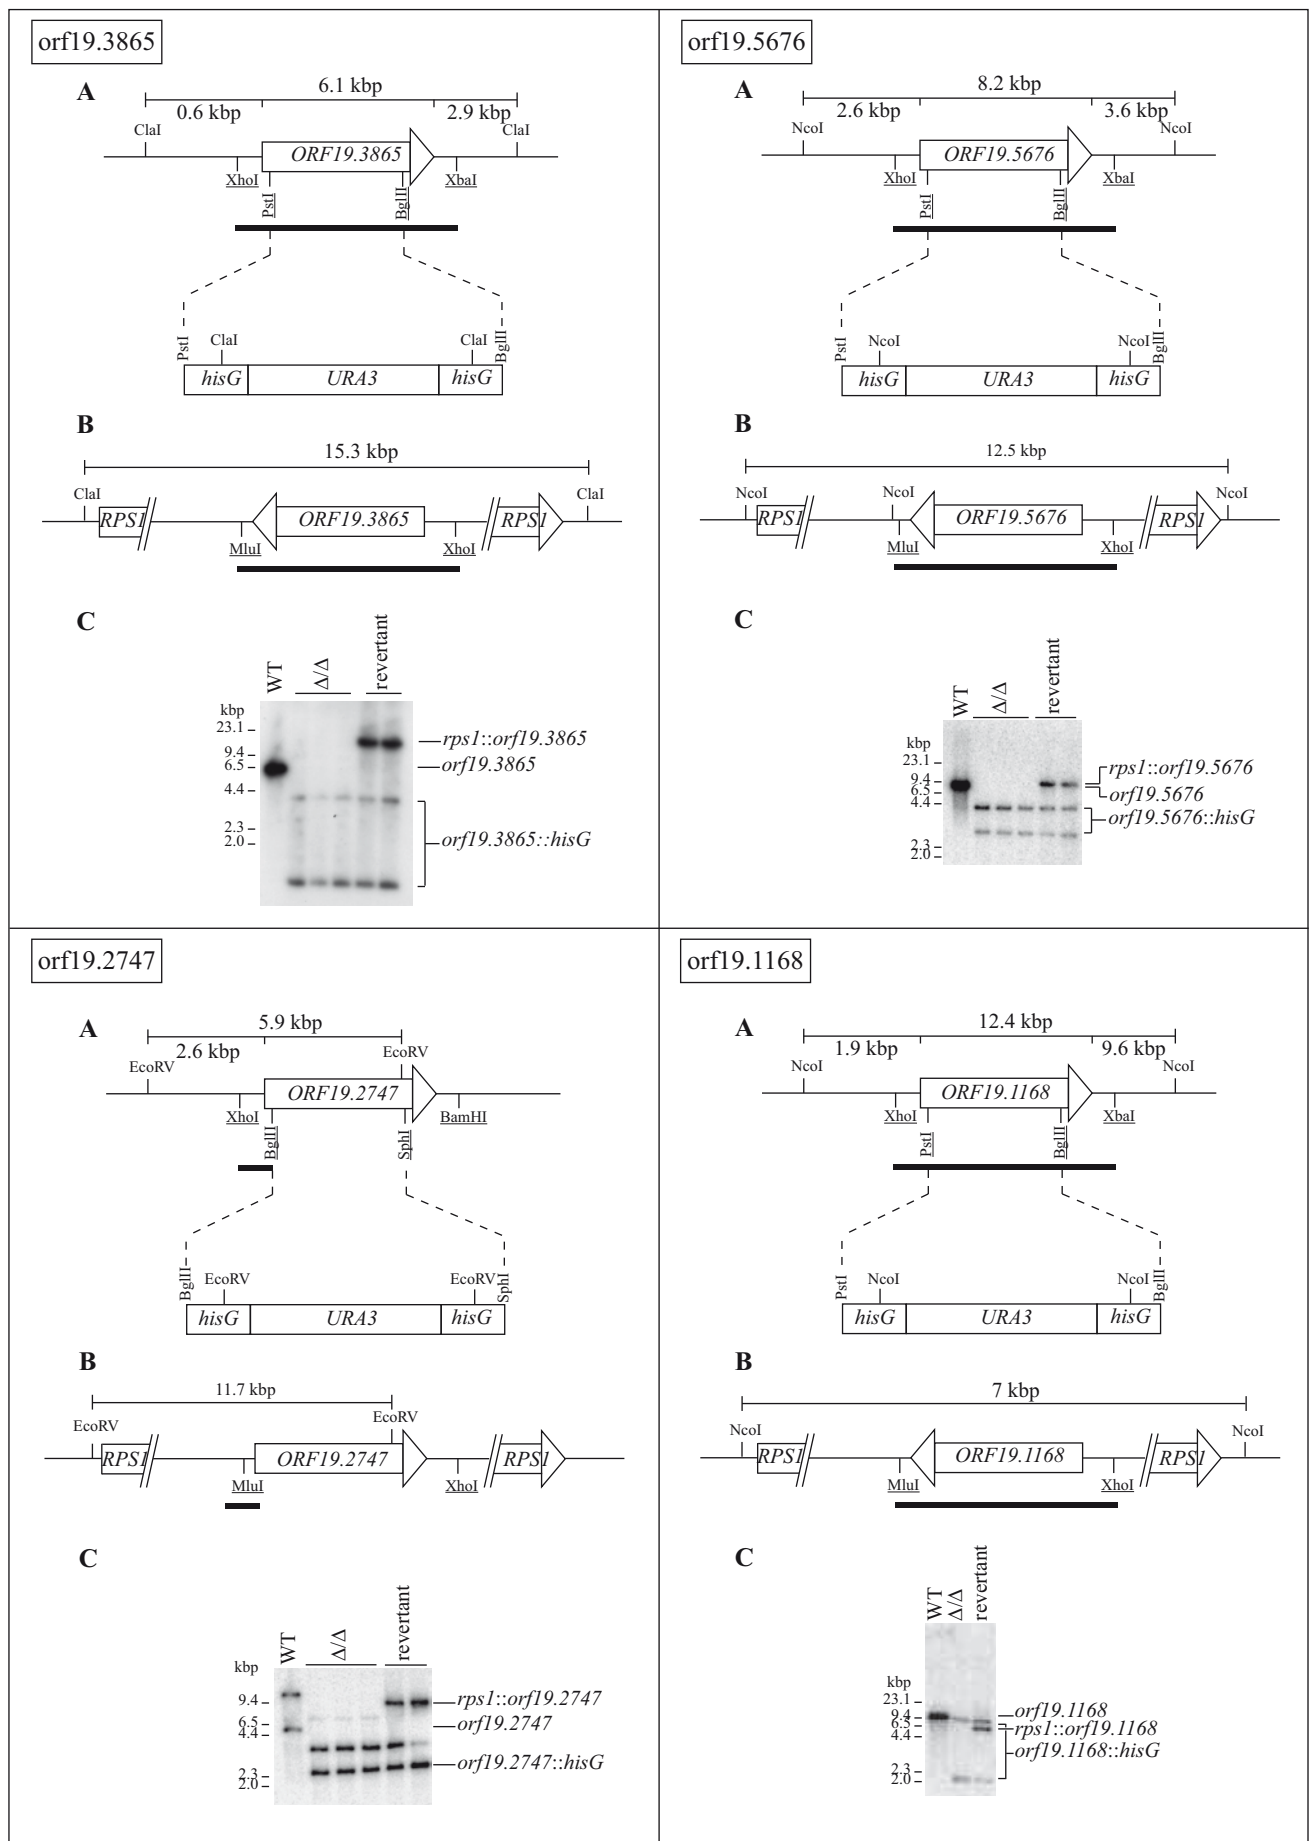 orf19.3865
A
6.1 kbp
0.6 kbp
2.9 kbp
ClaI
ClaI
ORF19.3865
XhoI
XbaI
PstI
BglII
PstI
ClaI
ClaI
BglII
hisG
URA3
hisG
B
15.3 kbp
ClaI
ClaI
RPS1
ORF19.3865
RPS1
MluI
XhoI
C
WT
Δ/Δ
revertant
kbp
23.1
9.4
6.5
4.4
2.3
2.0
rps1::orf19.3865
orf19.3865
orf19.3865::hisG
orf19.5676
A
8.2 kbp
2.6 kbp
3.6 kbp
NcoI
NcoI
ORF19.5676
XhoI
XbaI
PstI
BglII
PstI
NcoI
NcoI
BglII
hisG
URA3
hisG
B
12.5 kbp
NcoI
NcoI
NcoI
RPS1
ORF19.5676
RPS1
MluI
XhoI
C
WT
Δ/Δ
revertant
kbp
23.1
9.4
6.5
4.4
2.3
2.0
rps1::orf19.5676
orf19.5676
orf19.5676::hisG
orf19.2747
A
5.9 kbp
2.6 kbp
EcoRV
EcoRV
ORF19.2747
XhoI
BamHI
BglII
SphI
BglII
EcoRV
EcoRV
SphI
hisG
URA3
hisG
B
11.7 kbp
EcoRV
EcoRV
RPS1
ORF19.2747
RPS1
MluI
XhoI
C
WT
Δ/Δ
revertant
kbp
9.4
6.5
4.4
2.3
2.0
rps1::orf19.2747
orf19.2747
orf19.2747::hisG
orf19.1168
A
12.4 kbp
1.9 kbp
9.6 kbp
NcoI
NcoI
ORF19.1168
XhoI
XbaI
PstI
BglII
PstI
NcoI
NcoI
BglII
hisG
URA3
hisG
B
7 kbp
NcoI
NcoI
RPS1
ORF19.1168
RPS1
MluI
XhoI
C
WT
Δ/Δ
revertant
kbp
23.1
9.4
6.5
4.4
2.3
2.0
orf19.1168
rps1::orf19.1168
orf19.1168::hisG